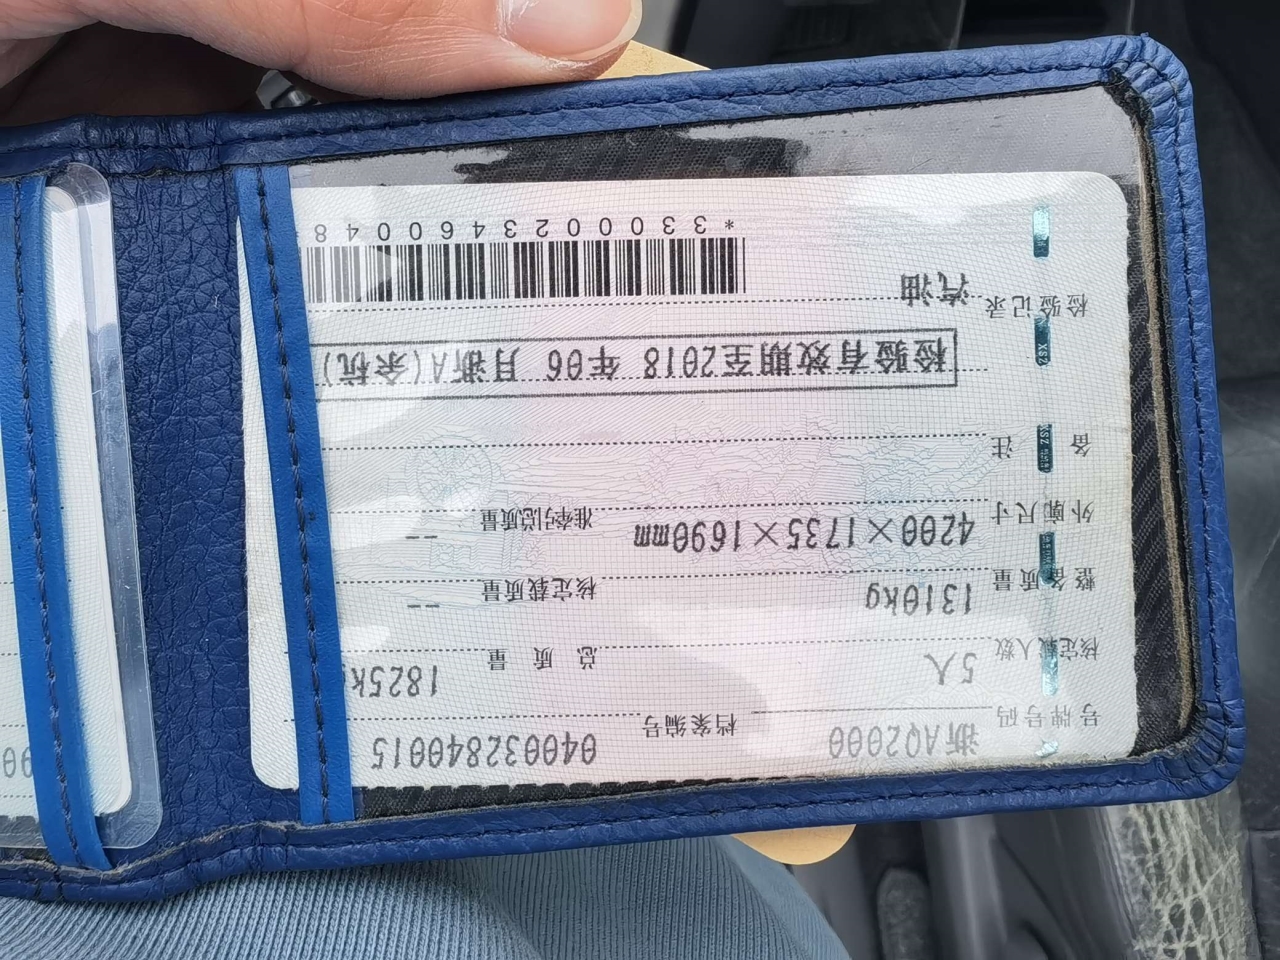 号牌号码 浙AQ2000 档案编号 040032840015
核定载人数 5人 总质量 1825k
整备质量 1310kg 核定载质量 --
外廓尺寸 4200×1735×1690mm 准牵引总质量 --
备注
检验有效期至2018年06月浙A(余杭)
检验记录 汽油
*3300023460048